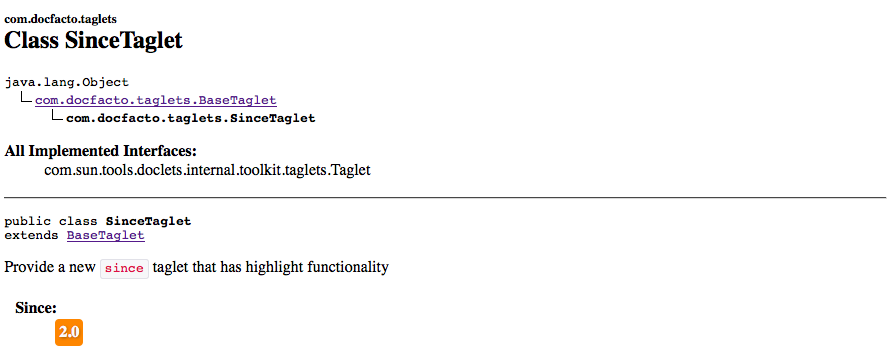 com.docfacto.taglets
Class SinceTaglet
java.lang.Object
com.docfacto.taglets.BaseTaglet
com.docfacto.taglets.SinceTaglet
All Implemented Interfaces:
com.sun.tools.doclets.internal.toolkit.taglets.Taglet
public class SinceTaglet
extends BaseTaglet
Provide a new since taglet that has highlight functionality
Since:
2.0